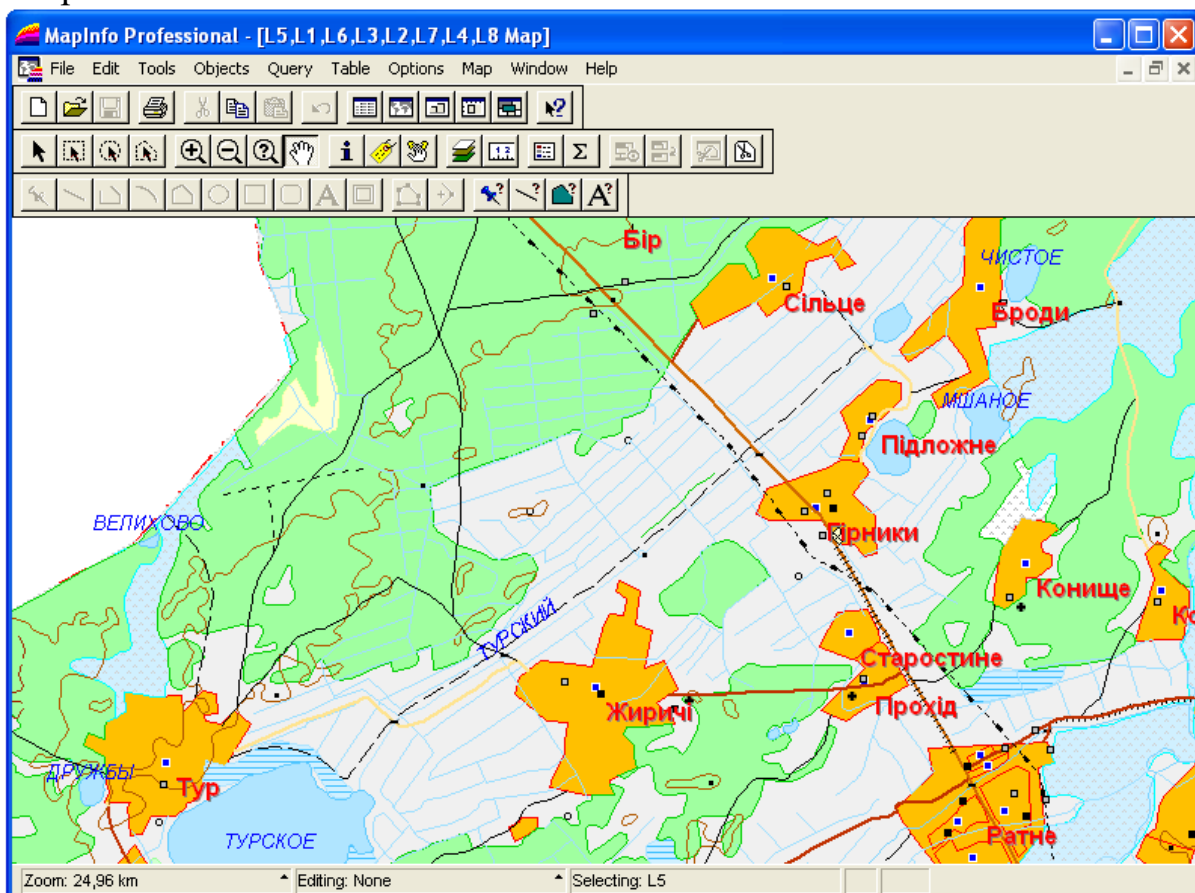 MapInfo Professional - [L5,L1,L6,L3,L2,L7,L4,L8 Map]
File Edit Tools Objects Query Table Options Map Window Help
Бір
ЧИСТОЕ
Сільце
Броди
МШАНОЕ
Підложне
ВЕЛИХОВО
Гірники
Конище
ТУРСКИЙ
Старостине
Жиричі
Прохід
ДРУЖБЫ
Тур
ТУРСКОЕ
Ратне
Zoom: 24,96 km Editing: None Selecting: L5